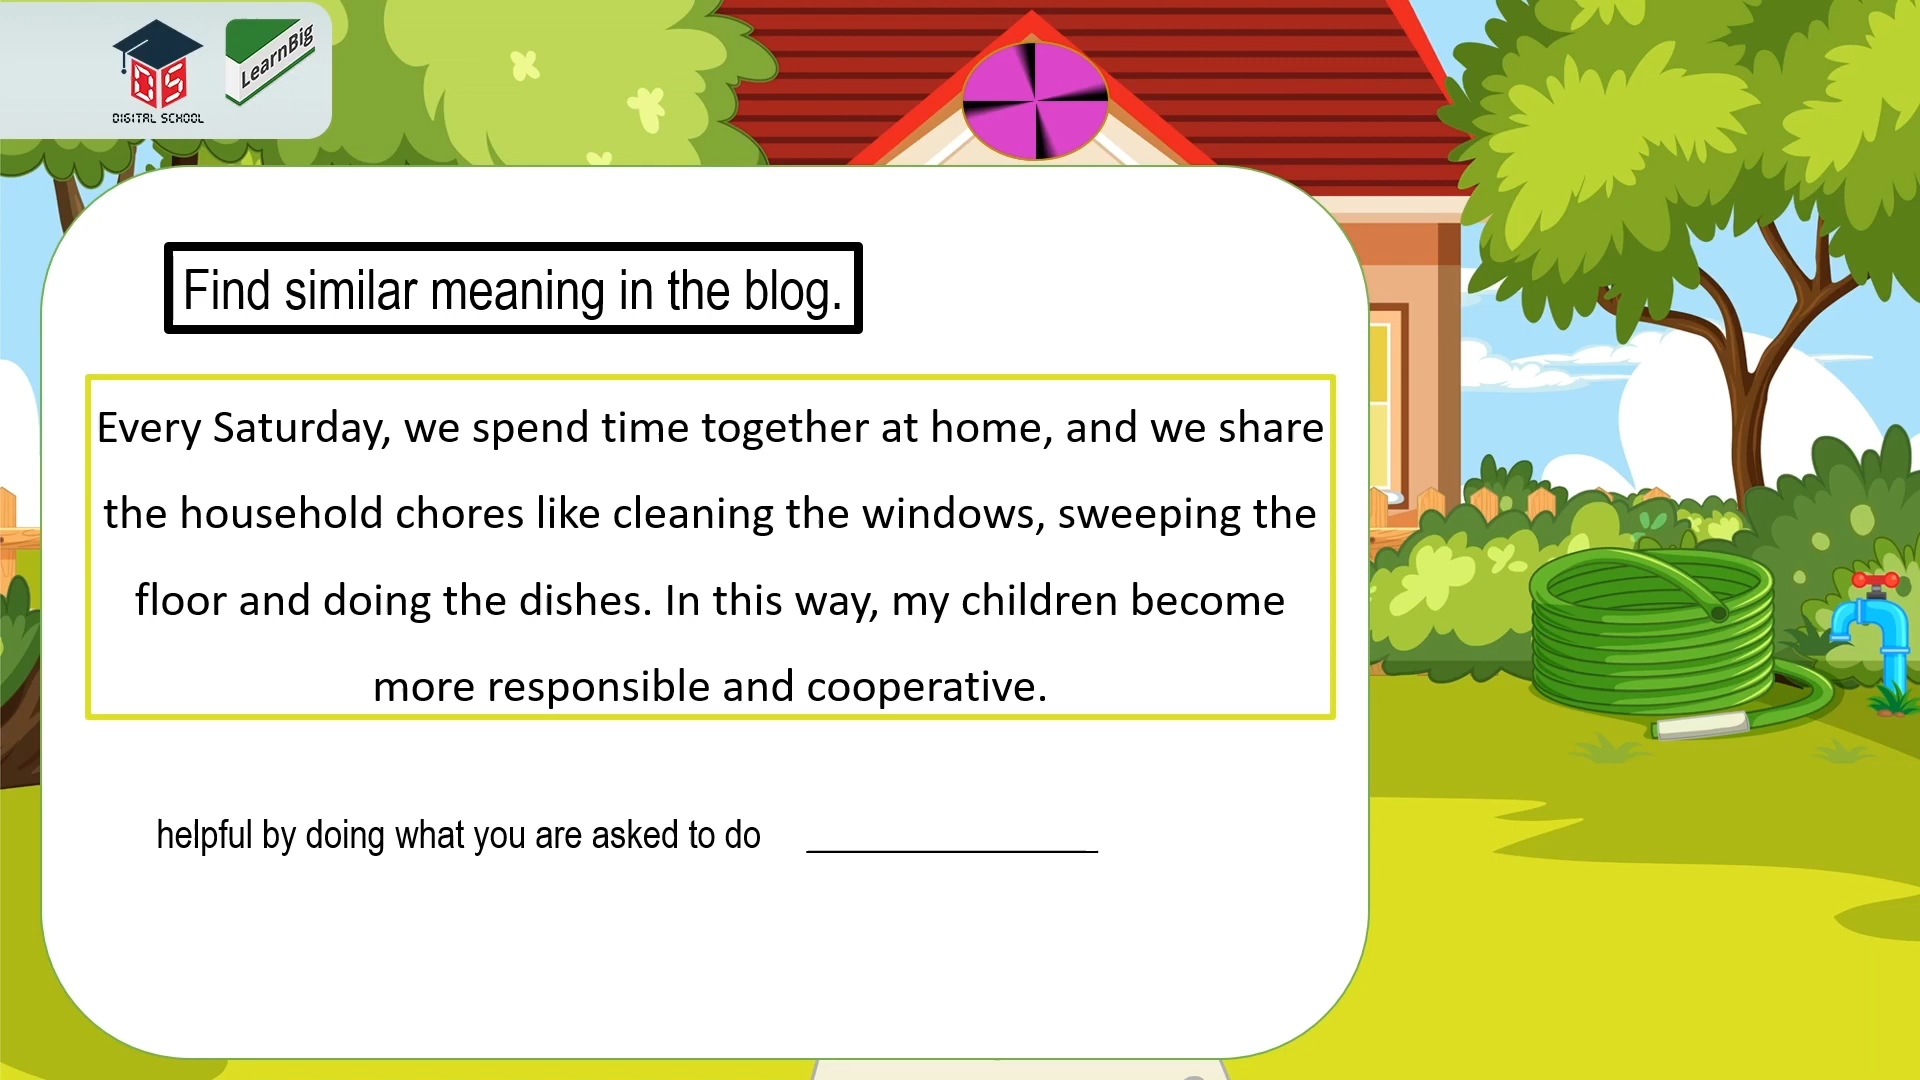 DIGITAL SCHOOL
LearnBig
Find similar meaning in the blog.
Every Saturday, we spend time together at home, and we share
the household chores like cleaning the windows, sweeping the
floor and doing the dishes. In this way, my children become
more responsible and cooperative.
helpful by doing what you are asked to do _______________